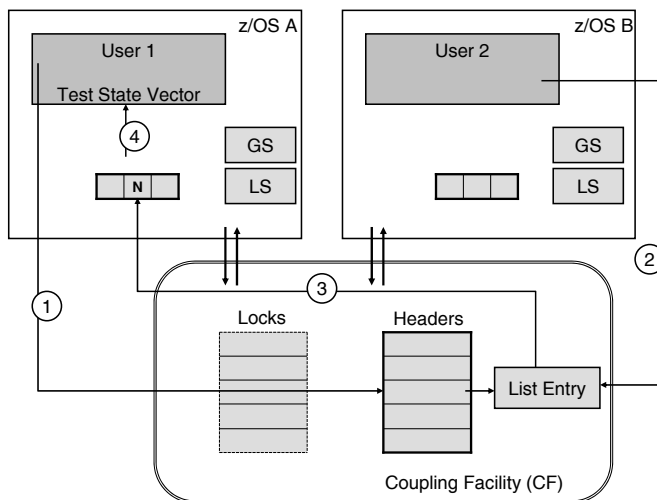 z/OS A
User 1
Test State Vector
4
GS
N
LS
z/OS B
User 2
GS
LS
2
1
3
Locks
Headers
List Entry
Coupling Facility (CF)